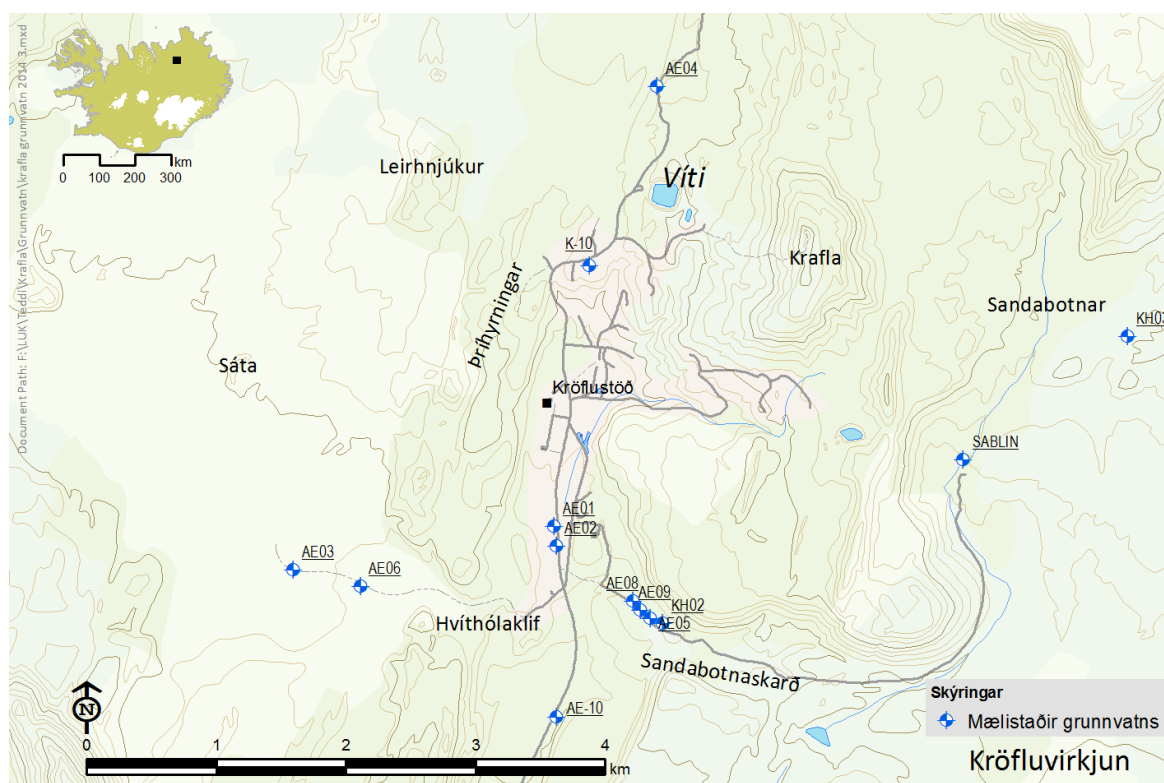 Document Path: F:\LUK\Teddi\Krafla\Grunnvatn\krafla grunnvatn 2014 3.mxd
km
0 100 200 300
AE04
Leirhnjúkur
Víti
K-10
Krafla
Þríhyrningar
Sandabotnar
KH03
Sáta
Kröflustöð
SABLIN
AE01
AE02
AE03
AE06
AE08
AE09
KH02
AE05
Hvíthólaklif
Sandabotnaskarð
N
AE-10
0 1 2 3 4
km
Skýringar
Mælistaðir grunnvatns
Kröfluvirkjun